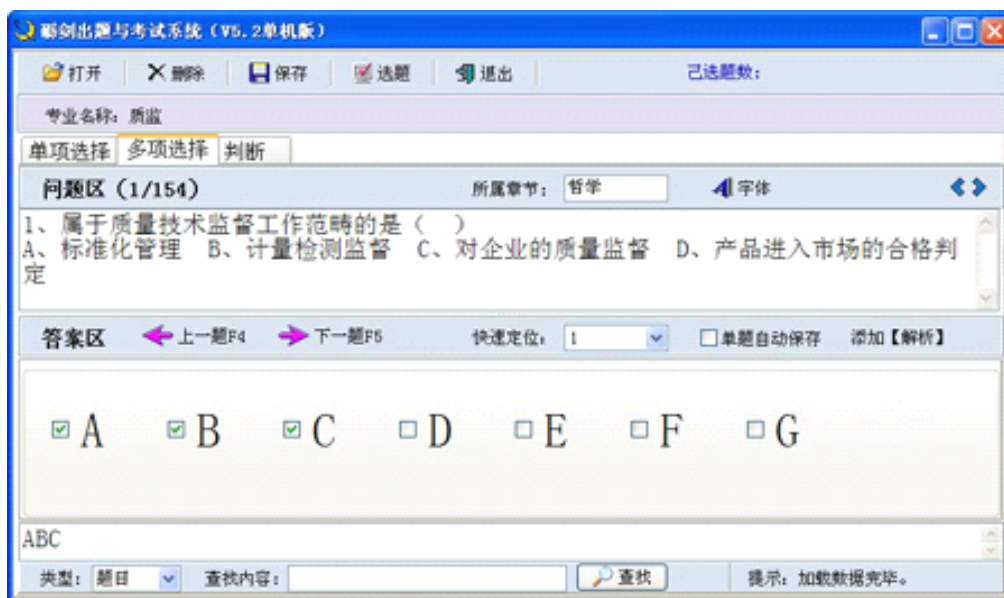 砺剑出题与考试系统（V5.2单机版）
打开 删除 保存 选题 退出 己选题数：
专业名称：质监
单项选择 多项选择 判断
问题区（1/154） 所属章节： 哲学 字体
1、属于质量技术监督工作范畴的是（ ）
A、标准化管理 B、计量检测监督 C、对企业的质量监督 D、产品进入市场的合格判
定
答案区 上一题F4 下一题F5 快速定位： 1 单题自动保存 添加【解析】
A B C D E F G
ABC
类型： 题目 查找内容： 查找 提示：加载数据完毕。